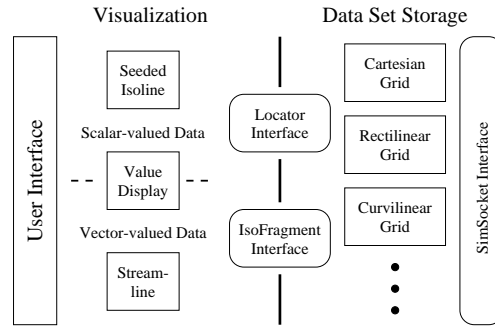 Visualization
Data Set Storage
User Interface
Seeded
Isoline
Scalar-valued Data
Value
Display
Vector-valued Data
Stream-
line
Locator
Interface
IsoFragment
Interface
Cartesian
Grid
Rectilinear
Grid
Curvilinear
Grid
SimSocket Interface